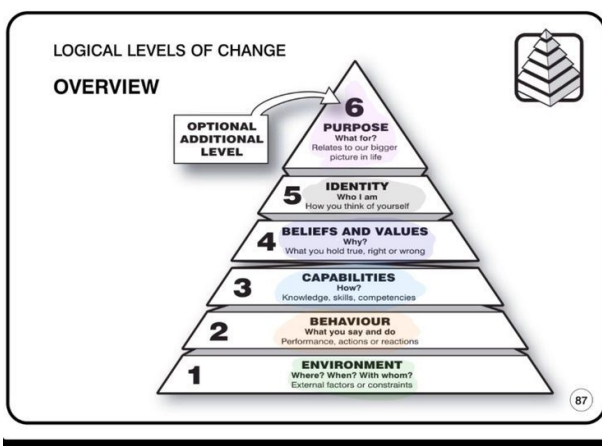 LOGICAL LEVELS OF CHANGE
OVERVIEW
OPTIONAL
ADDITIONAL
LEVEL
6
PURPOSE
What for?
Relates to our bigger
picture in life
5
IDENTITY
Who I am
How you think of yourself
4
BELIEFS AND VALUES
Why?
What you hold true, right or wrong
3
CAPABILITIES
How?
Knowledge, skills, competencies
2
BEHAVIOUR
What you say and do
Performance, actions or reactions
1
ENVIRONMENT
Where? When? With whom?
External factors or constraints
87